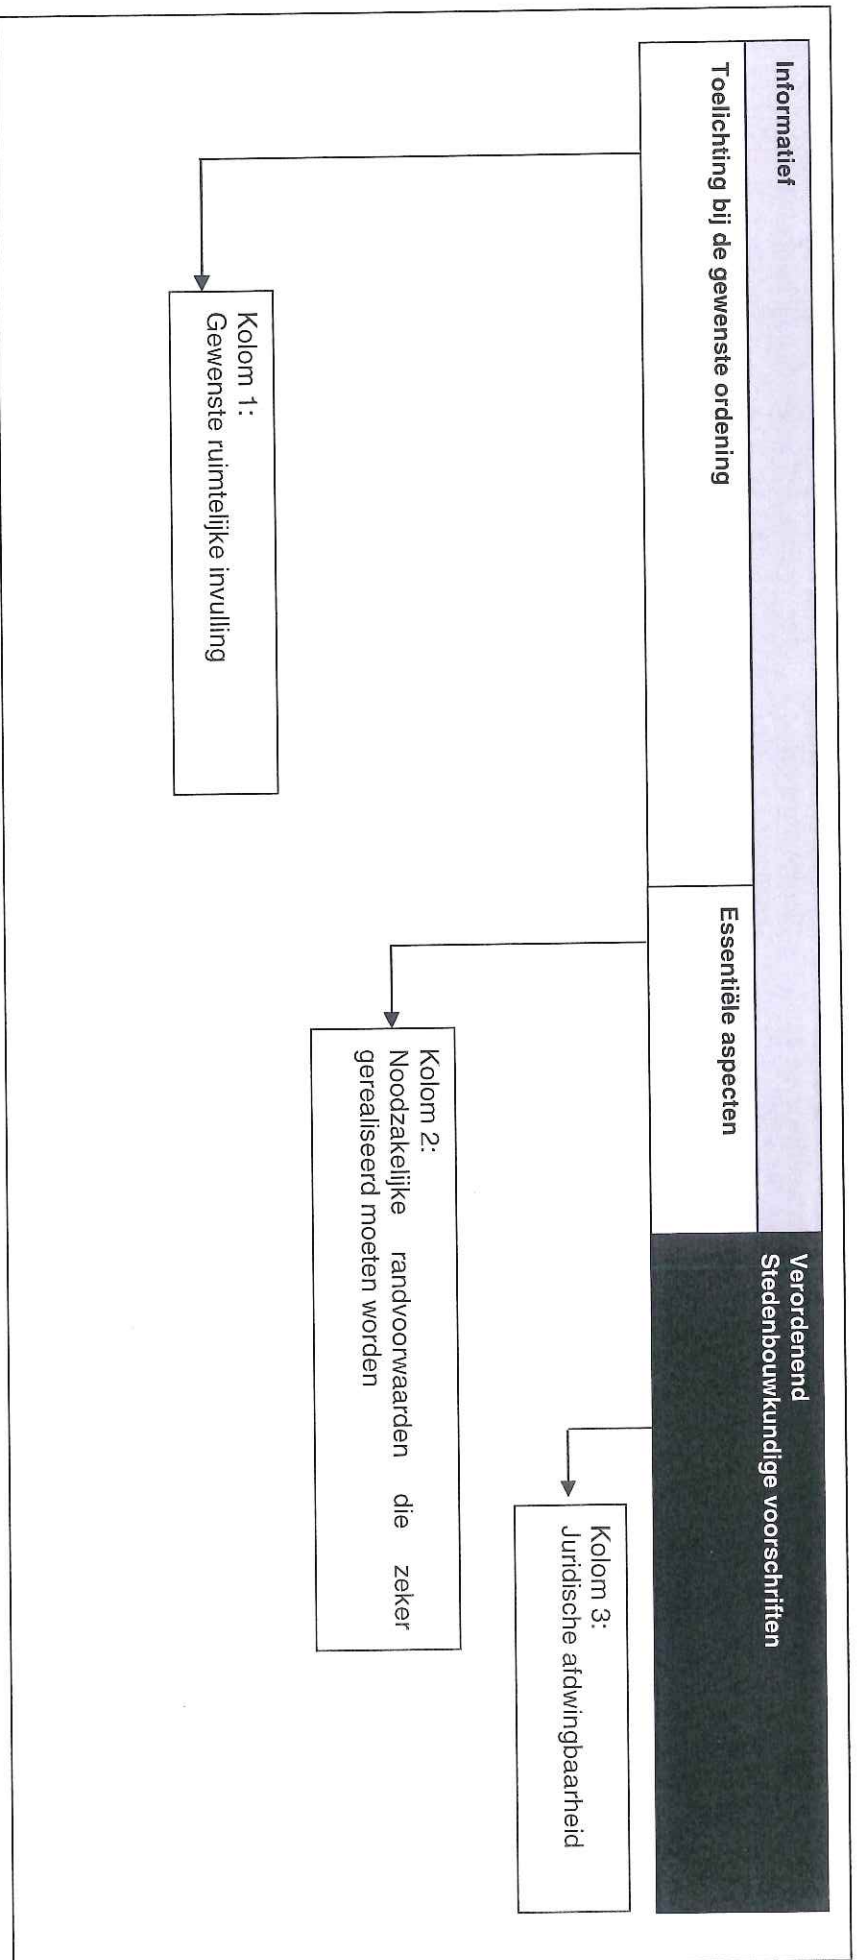 Informatief
Toelichting bij de gewenste ordening
Essentiële aspecten
Verordenend
Stedenbouwkundige voorschriften
Kolom 1:
Gewenste ruimtelijke invulling
Kolom 2:
Noodzakelijke randvoorwaarden die zeker
gerealiseerd moeten worden
Kolom 3:
Juridische afdwingbaarheid